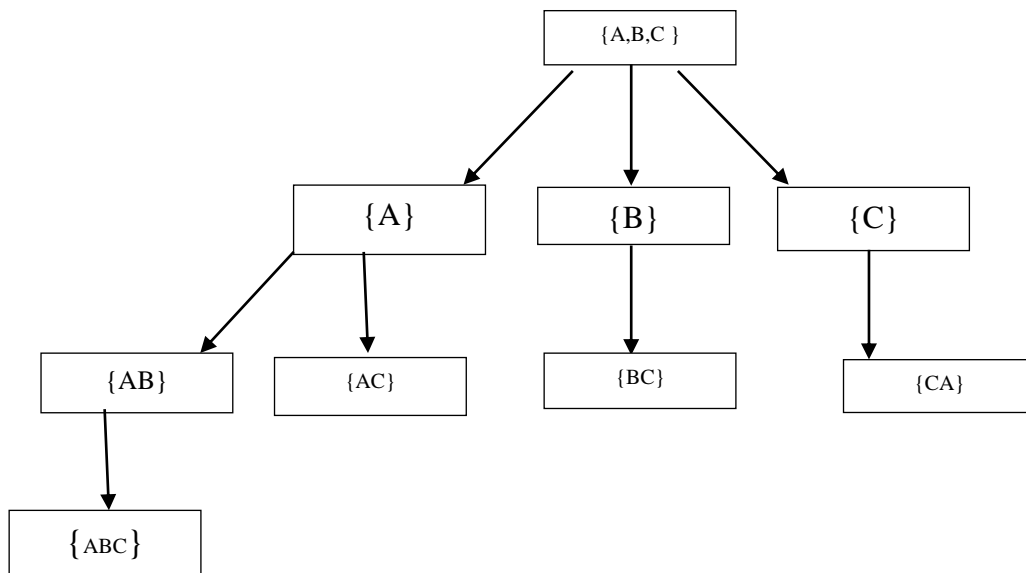 {A,B,C }
{A}
{B}
{C}
{AB}
{AC}
{BC}
{CA}
{ABC}